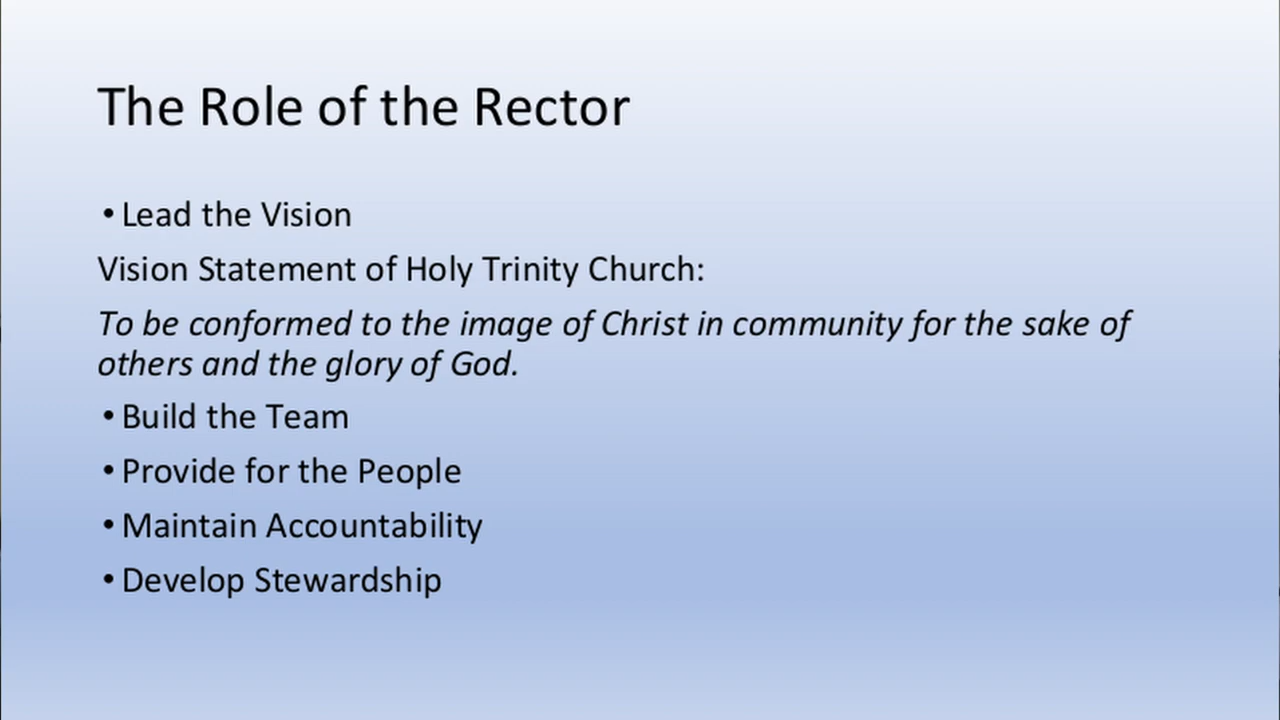 The Role of the Rector
• Lead the Vision
Vision Statement of Holy Trinity Church:
To be conformed to the image of Christ in community for the sake of
others and the glory of God.
• Build the Team
• Provide for the People
• Maintain Accountability
• Develop Stewardship